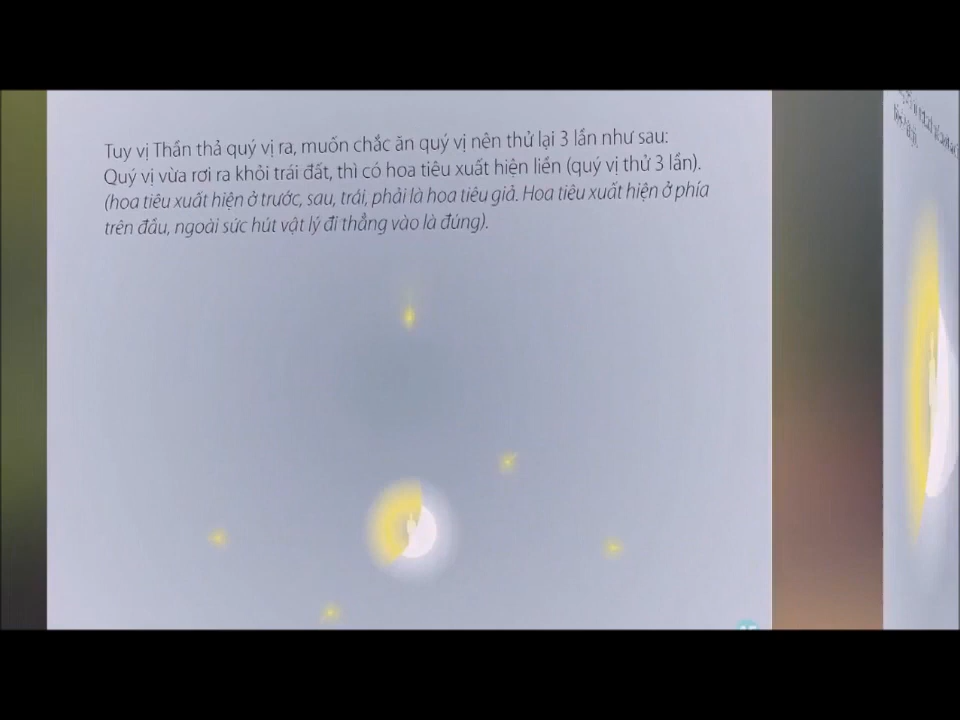 Tuy vị Thần thả quý vị ra, muốn chắc ăn quý vị nên thử lại 3 lần như sau:
Quý vị vừa rơi ra khỏi trái đất, thì có hoa tiêu xuất hiện liền (quý vị thử 3 lần).
(hoa tiêu xuất hiện ở trước, sau, trái, phải là hoa tiêu giả. Hoa tiêu xuất hiện ở phía
trên đầu, ngoài sức hút vật lý đi thẳng vào là đúng).